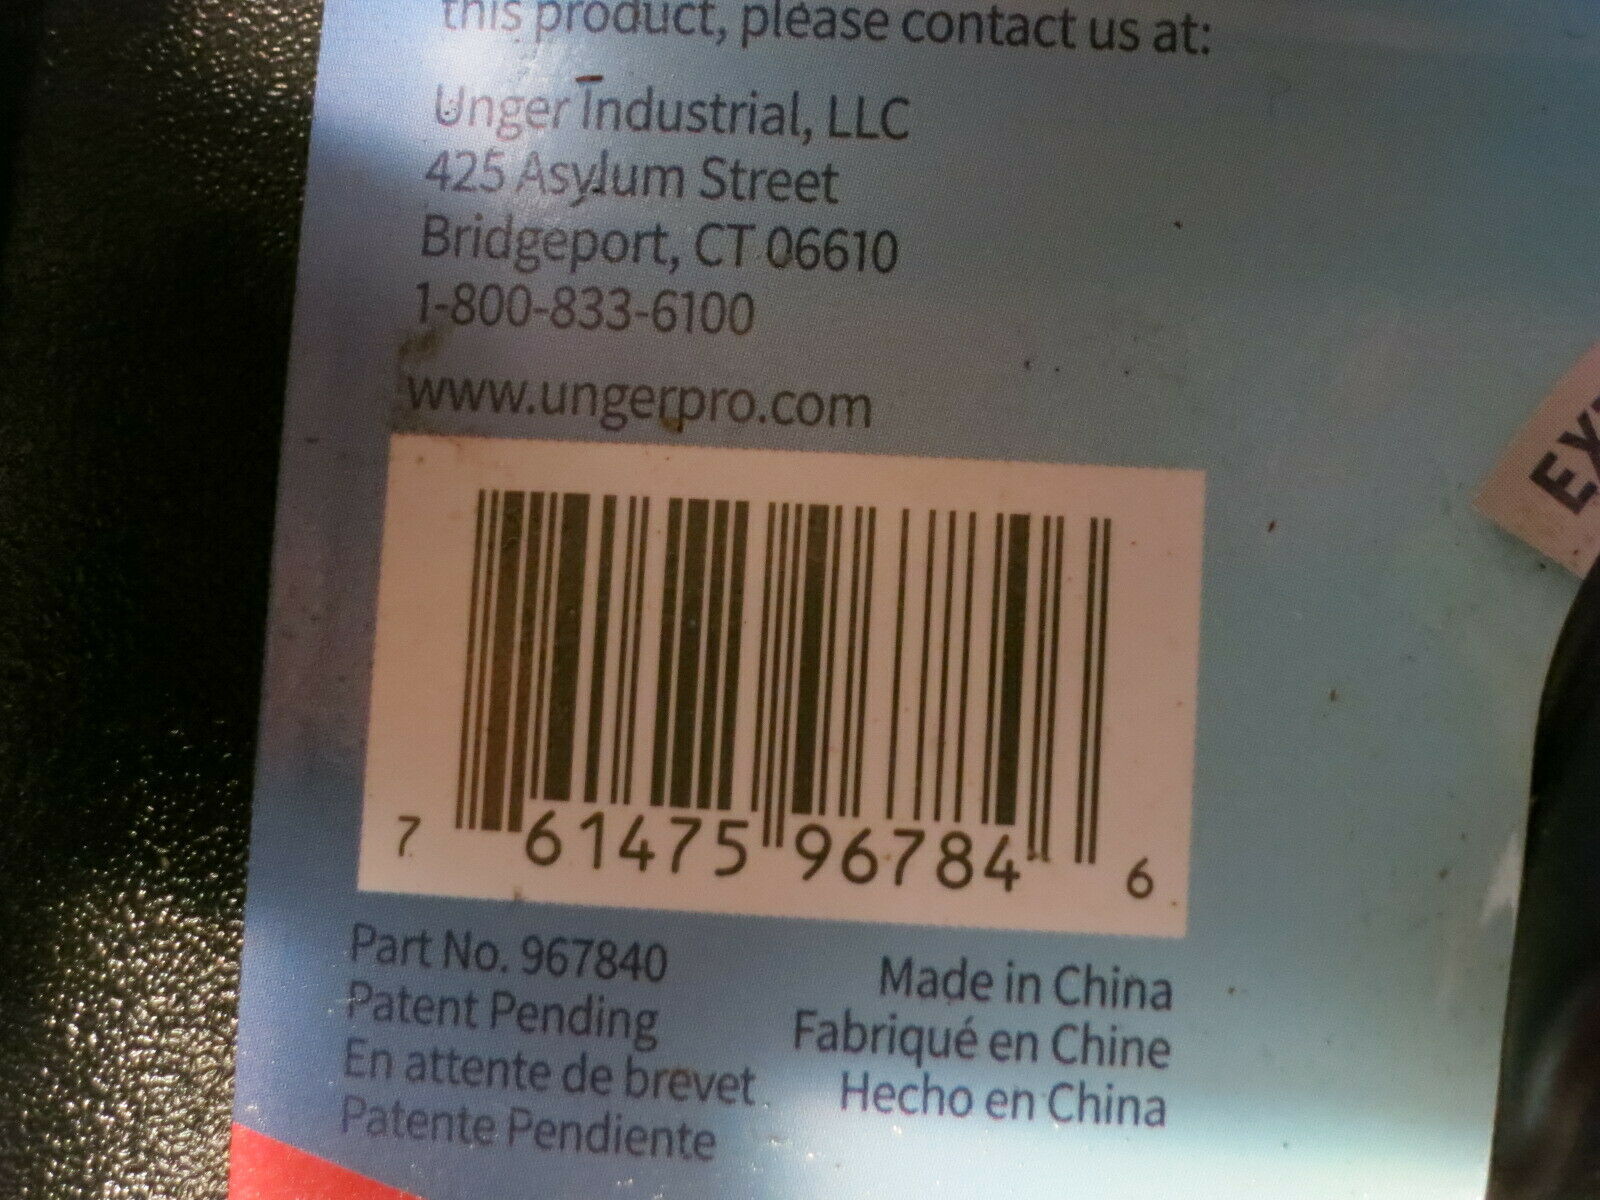 this product, please contact us at:
Unger Industrial, LLC
425 Asylum Street
Bridgeport, CT 06610
1-800-833-6100
www.ungerpro.com
7 61475 96784 6
Part No. 967840
Patent Pending
En attente de brevet
Patente Pendiente
Made in China
Fabriqué en Chine
Hecho en China